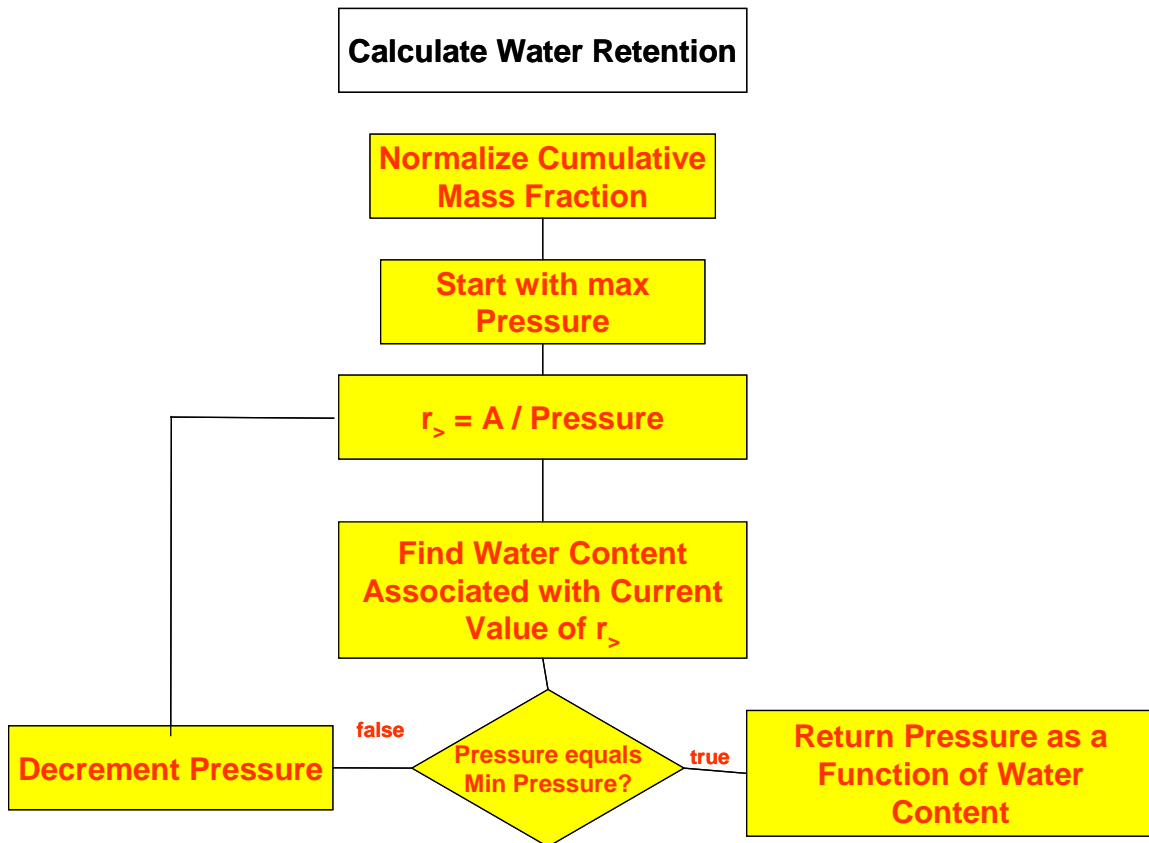 Calculate Water Retention
Normalize Cumulative
Mass Fraction
Start with max
Pressure
r> = A / Pressure
Find Water Content
Associated with Current
Value of r>
Pressure equals
Min Pressure?
false
Decrement Pressure
true
Return Pressure as a
Function of Water
Content